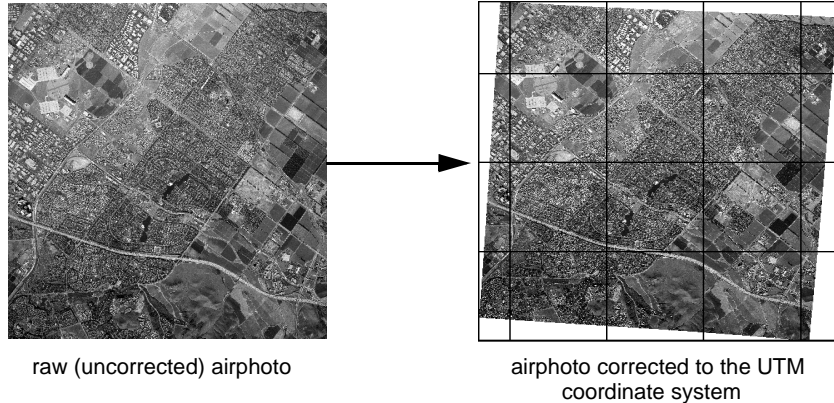 raw (uncorrected) airphoto
airphoto corrected to the UTM
coordinate system